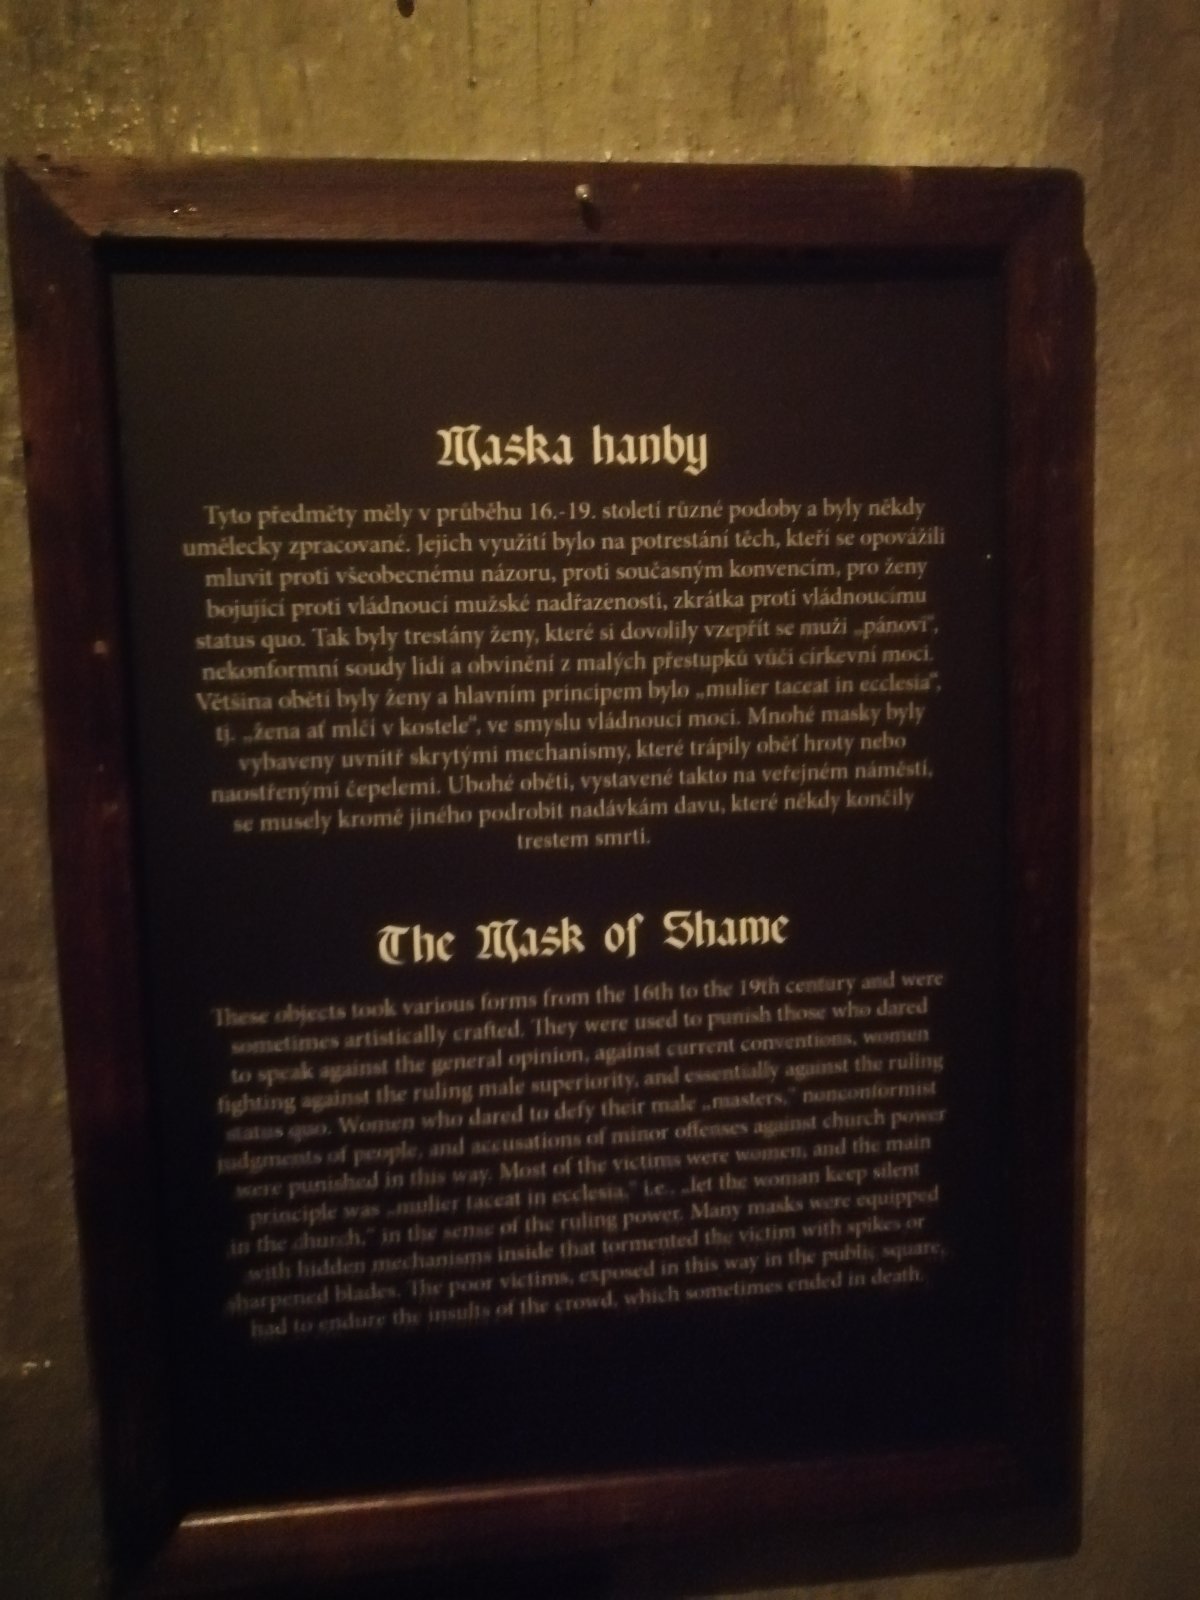 Maska hanby
Tyto předměty měly v průběhu 16.-19. století různé podoby a byly někdy
umělecky zpracované. Jejich využití bylo na potrestání těch, kteří se opovážili
mluvit proti všeobecnému názoru, proti současným konvencím, pro ženy
bojující proti vládnoucí mužské nadřazenosti, zkrátka proti vládnoucímu
status quo. Tak byly trestány ženy, které si dovolily vzepřít se muži „pánovi“,
nekonformní soudy lidí a obvinění z malých přestupků vůči církevní moci.
Většina obětí byly ženy a hlavním principem bylo „mulier taceat in ecclesia“,
tj. „žena ať mlčí v kostele“, ve smyslu vládnoucí moci. Mnohé masky byly
vybaveny uvnitř skrytými mechanismy, které trápily oběť hroty nebo
naostřenými čepelemi. Ubohé oběti, vystavené takto na veřejném náměstí,
se musely kromě jiného podrobit nadávkám davu, které někdy končily
trestem smrti.
The Mask of Shame
These objects took various forms from the 16th to the 19th century and were
sometimes artistically crafted. They were used to punish those who dared
to speak against the general opinion, against current conventions, women
fighting against the ruling male superiority, and essentially against the ruling
status quo. Women who dared to defy their male „masters,“ nonconformist
judgments of people, and accusations of minor offenses against church power
were punished in this way. Most of the victims were women, and the main
principle was „mulier taceat in ecclesia,“ i.e., „let the woman keep silent
in the church,“ in the sense of the ruling power. Many masks were equipped
with hidden mechanisms inside that tormented the victim with spikes or
sharpened blades. The poor victims, exposed in this way in the public square,
had to endure the insults of the crowd, which sometimes ended in death.